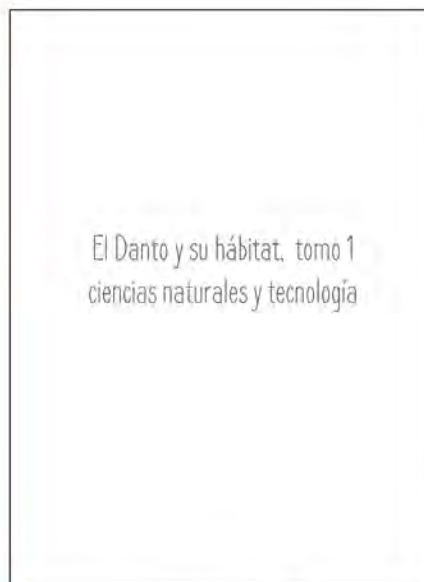 El Danto y su hábitat, tomo 1
ciencias naturales y tecnología